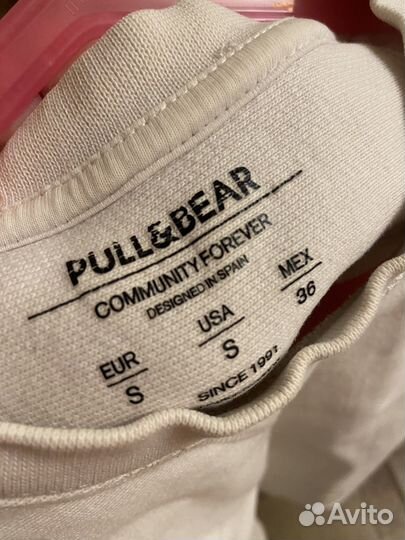 PULL&BEAR
COMMUNITY FOREVER
DESIGNED IN SPAIN
EUR USA MEX
S S 36
SINCE 1991
Avito